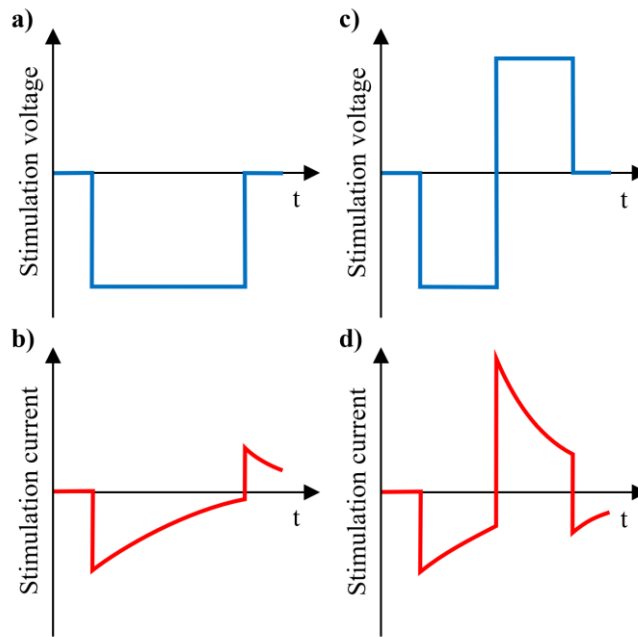 a)
Stimulation voltage
t
c)
Stimulation voltage
t
b)
Stimulation current
t
d)
Stimulation current
t